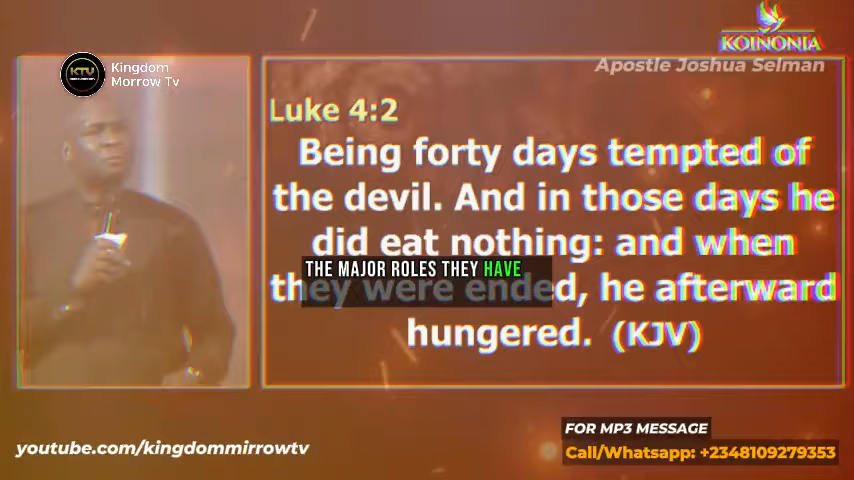 KOINONIA
Apostle Joshua Selman
KTV
Kingdom
Morrow Tv
Luke 4:2
Being forty days tempted of
the devil. And in those days he
did eat nothing: and when
THE MAJOR ROLES THEY HAVE
they were ended, he afterward
hungered. (KJV)
FOR MP3 MESSAGE
youtube.com/kingdommirrowtv
Call/Whatsapp: +2348109279353